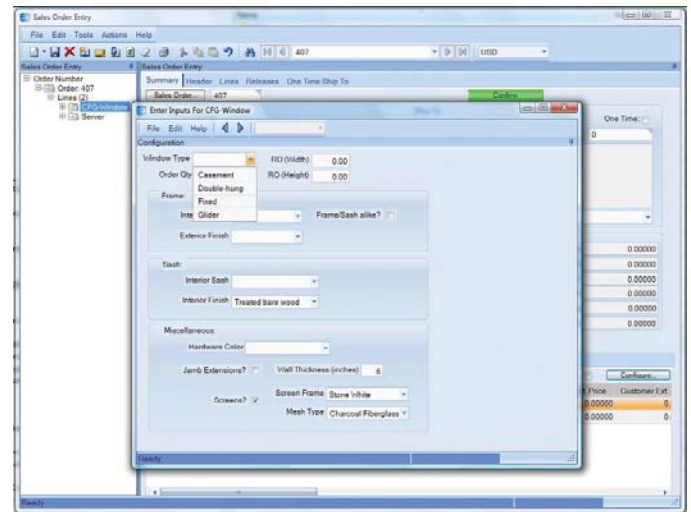 Sales Order Entry
File Edit Tools Actions Help
407
USD
Sales Order Entry
Sales Order Entry
Order Number
Order: 407
Lines (2)
CFG-Window
Server
Summary Header Lines Releases One Time Ship To
Sales Order... 407
One Time:
0
Enter Inputs For CFG-Window
File Edit Help
Configuration
Window Type
RO (Width) 0.00
Order Qty
RO (Height) 0.00
Casement
Double-hung
Fixed
Glider
Frame:
Frame/Sash alike?
Exterior Finish
Sash:
Interior Sash
Interior Finish Treated bare wood
Miscellaneous:
Hardware Color
Jamb Extensions? Wall Thickness (inches) 6
Screens? Screen Frame Stone White
Mesh Type Charcoal Fiberglass
Ready
0.00000
0.00000
0.00000
0.00000
0.00000
0.00000
Configure...
Price Customer Ext
0.00000 0.
0.00000 0.
Ready